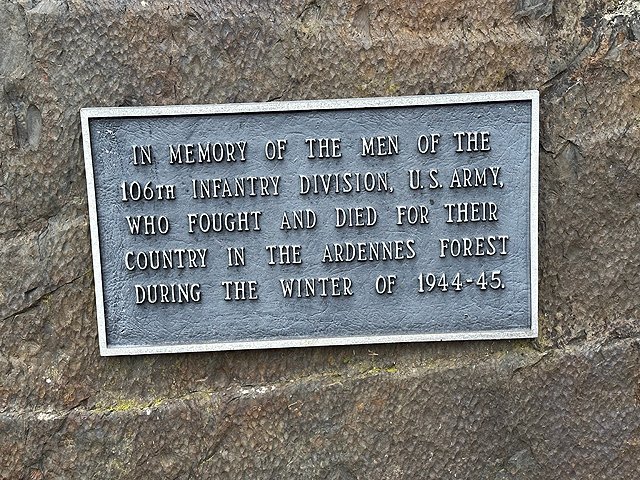 IN MEMORY OF THE MEN OF THE
106TH INFANTRY DIVISION, U.S. ARMY,
WHO FOUGHT AND DIED FOR THEIR
COUNTRY IN THE ARDENNES FOREST
DURING THE WINTER OF 1944-45.